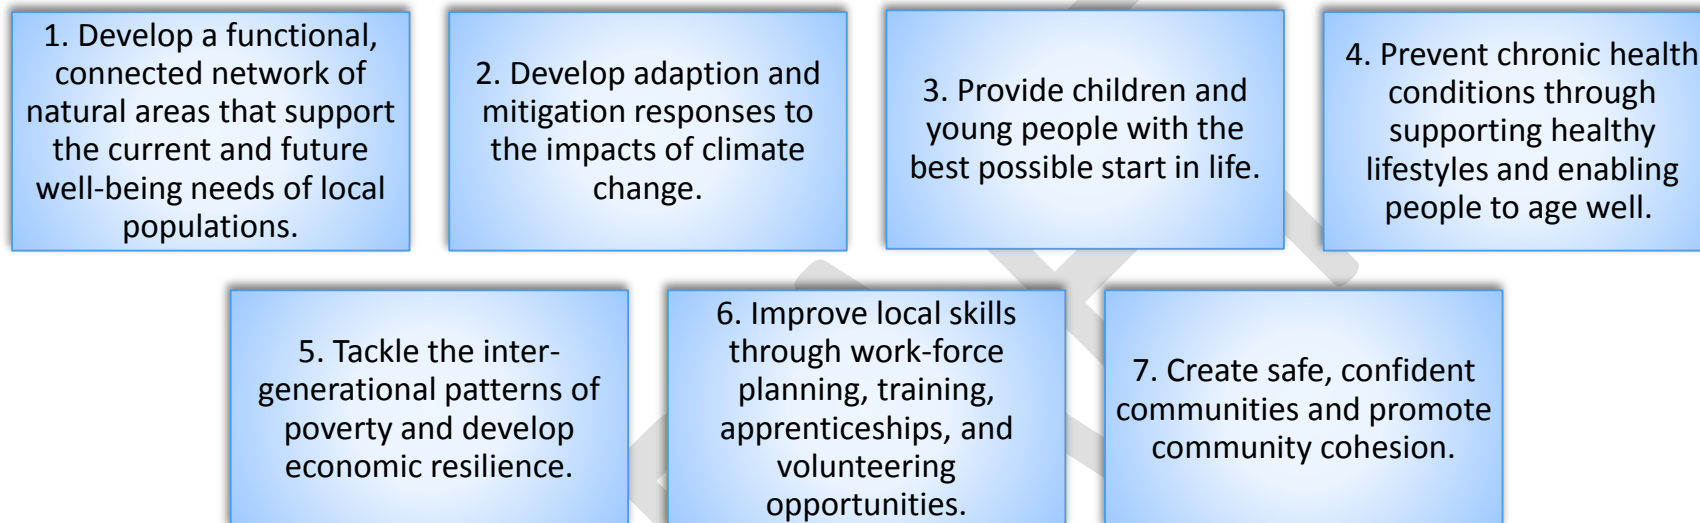 1. Develop a functional,
connected network of
natural areas that support
the current and future
well-being needs of local
populations.
2. Develop adaption and
mitigation responses to
the impacts of climate
change.
3. Provide children and
young people with the
best possible start in life.
4. Prevent chronic health
conditions through
supporting healthy
lifestyles and enabling
people to age well.
5. Tackle the inter-
generational patterns of
poverty and develop
economic resilience.
6. Improve local skills
through work-force
planning, training,
apprenticeships, and
volunteering
opportunities.
7. Create safe, confident
communities and promote
community cohesion.